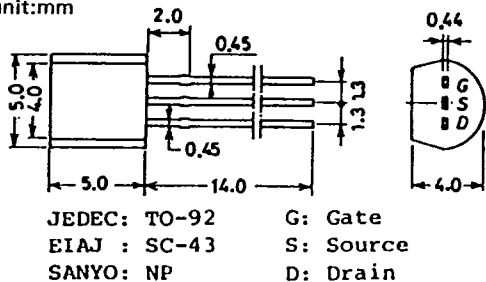 unit:mm
2.0
0.44
0.45
5.0
4.0
1.3
1.3
G
S
D
0.45
5.0
14.0
4.0
JEDEC: TO-92 G: Gate
EIAJ : SC-43 S: Source
SANYO: NP D: Drain